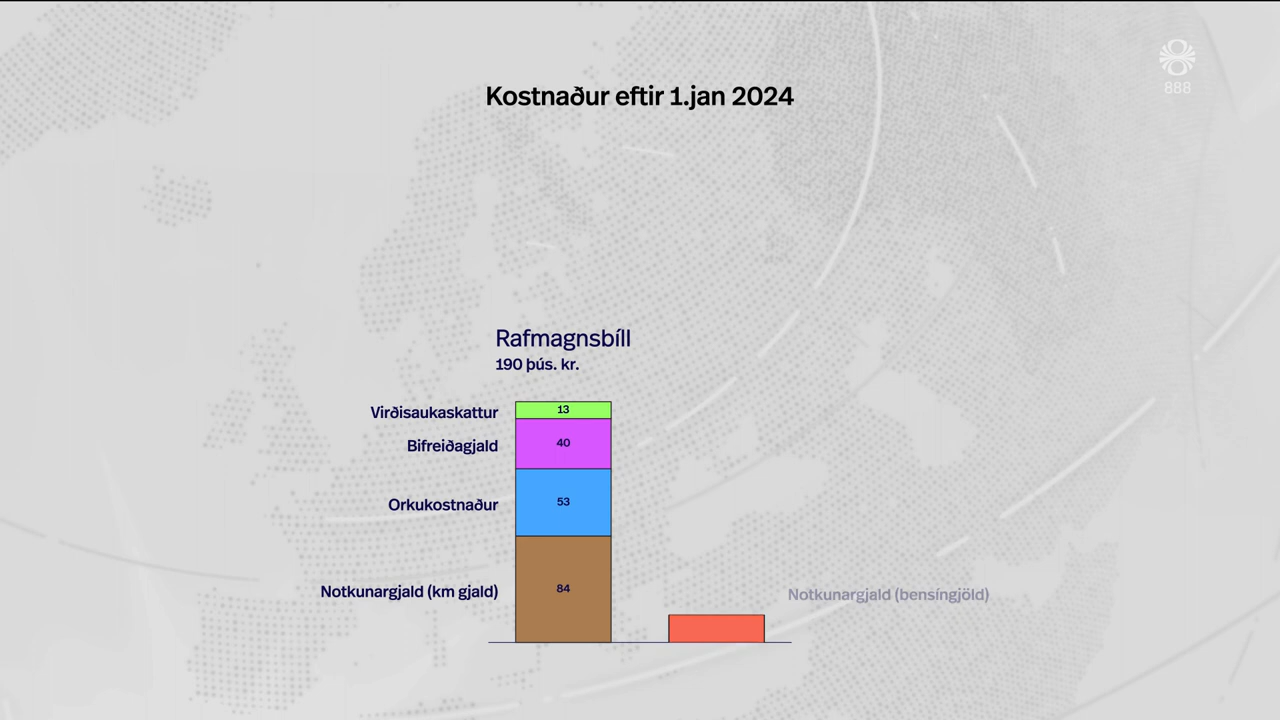 Kostnaður eftir 1.jan 2024
888
Rafmagnsbíll
190 þús. kr.
Virðisaukaskattur
13
Bifreiðagjald
40
Orkukostnaður
53
Notkunargjald (km gjald)
84
Notkunargjald (bensíngjöld)